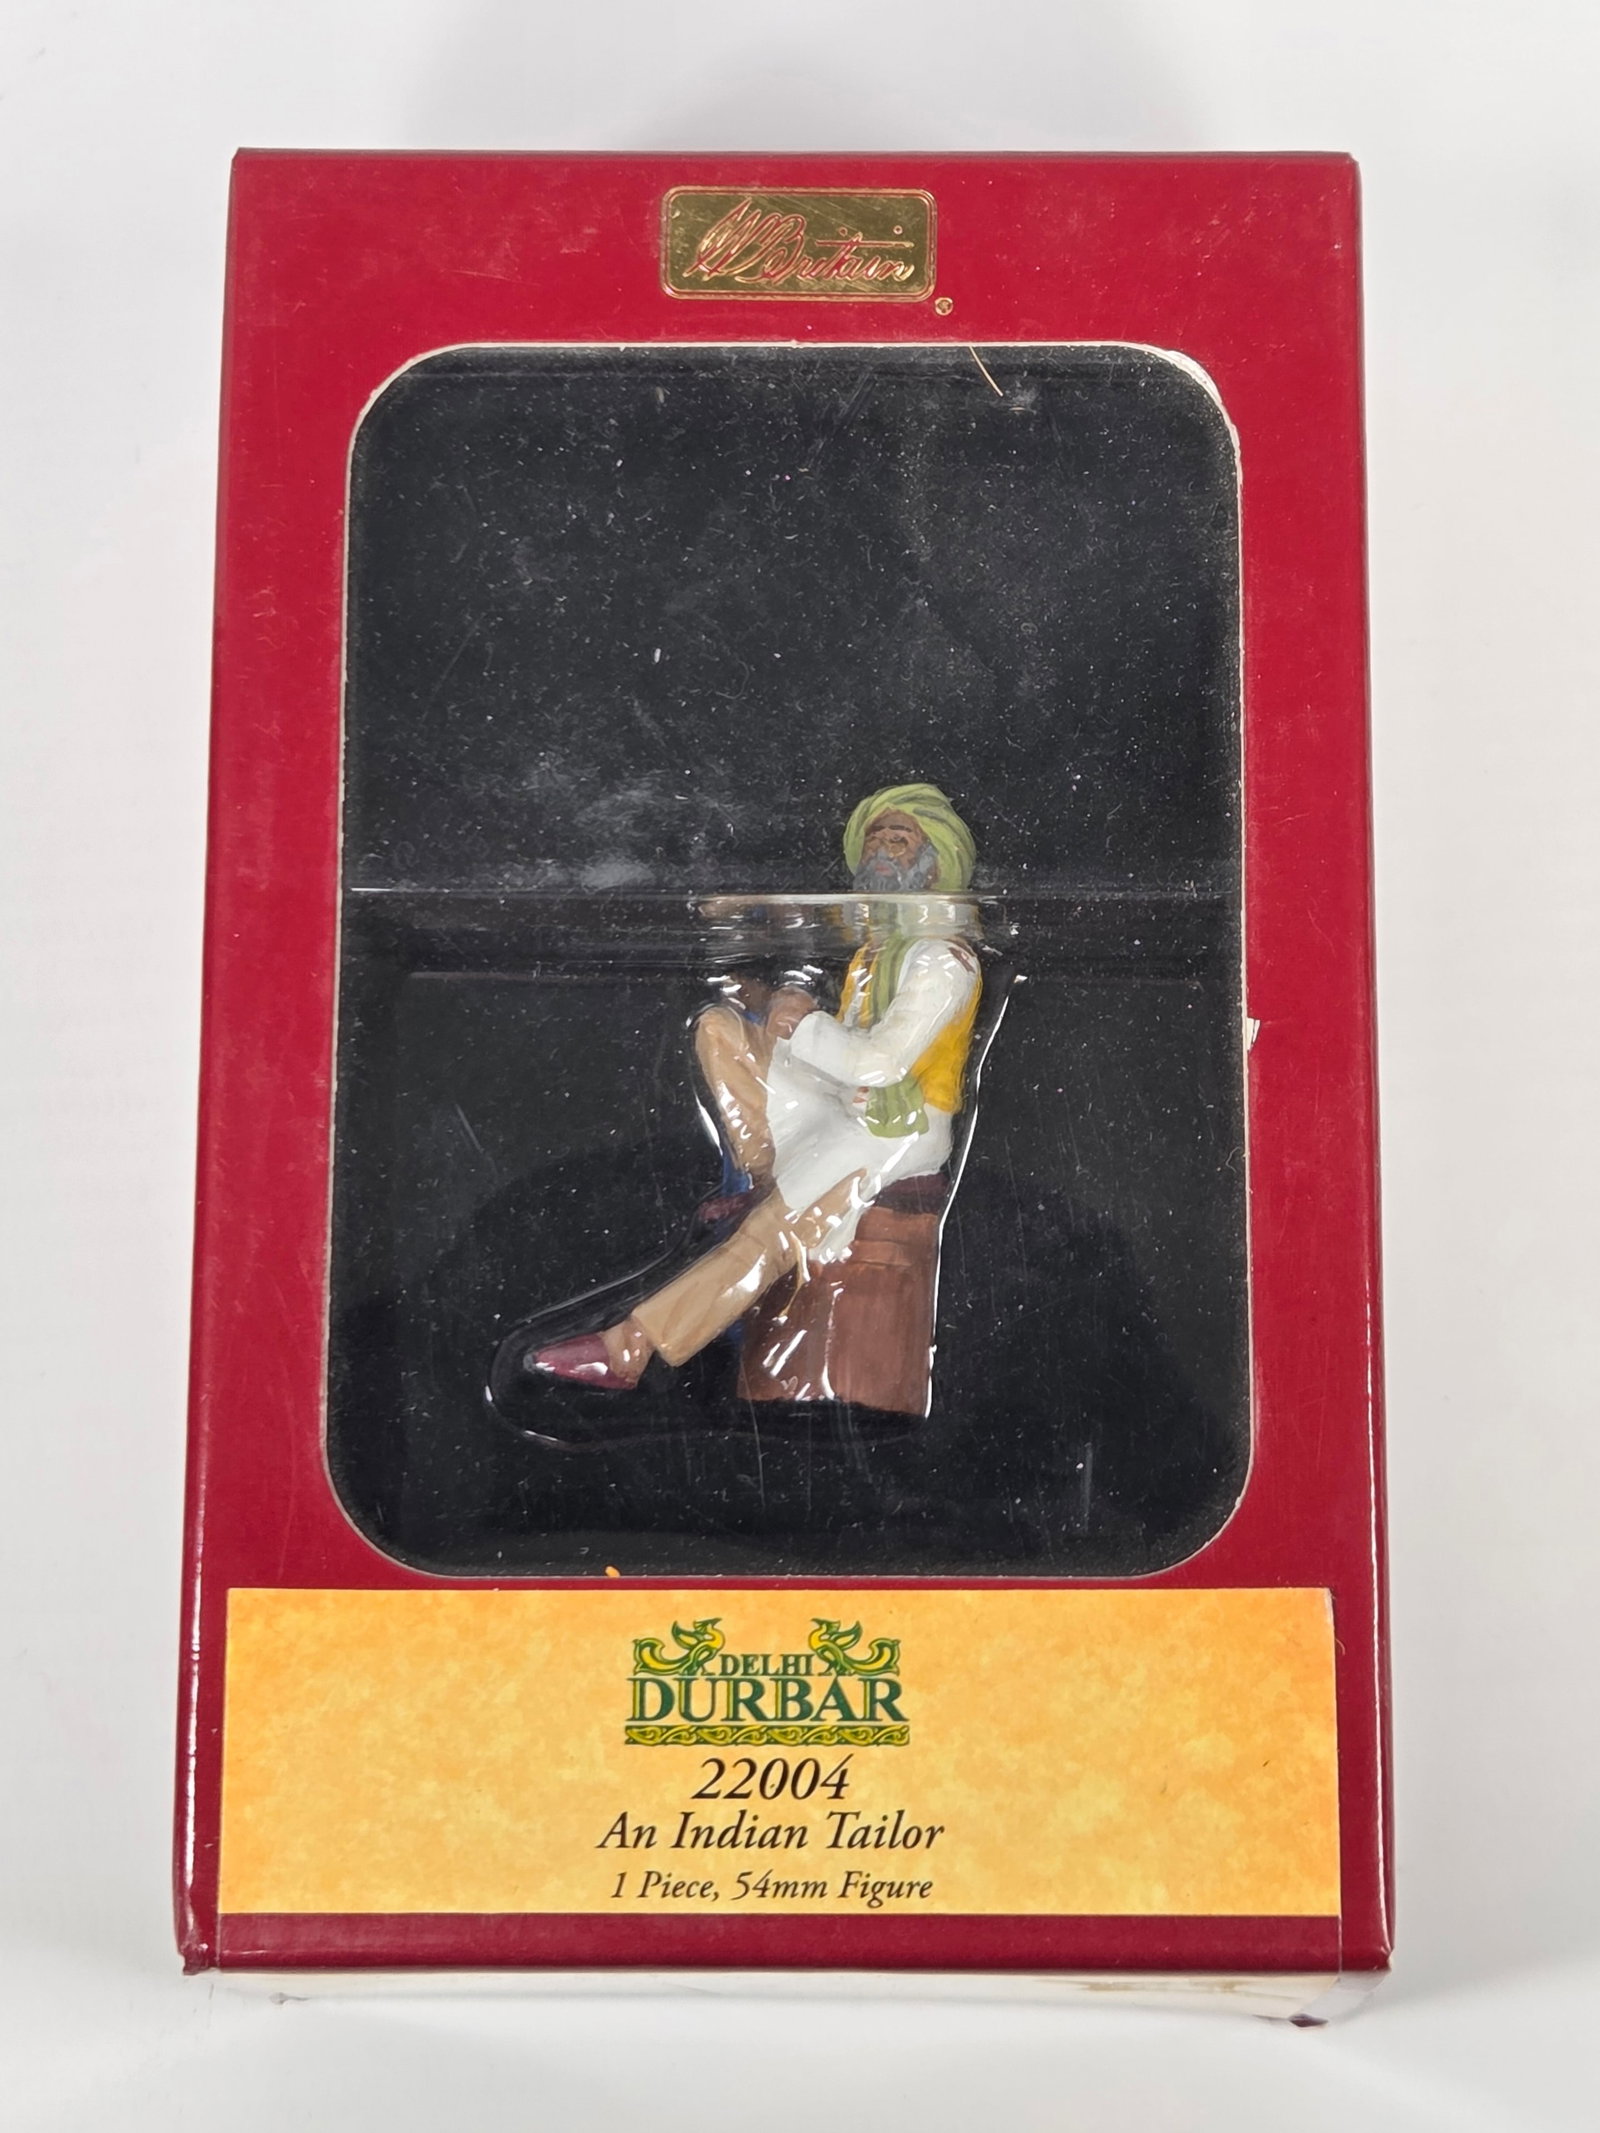 W Britain
®
DELHI
DURBAR
22004
An Indian Tailor
1 Piece, 54mm Figure